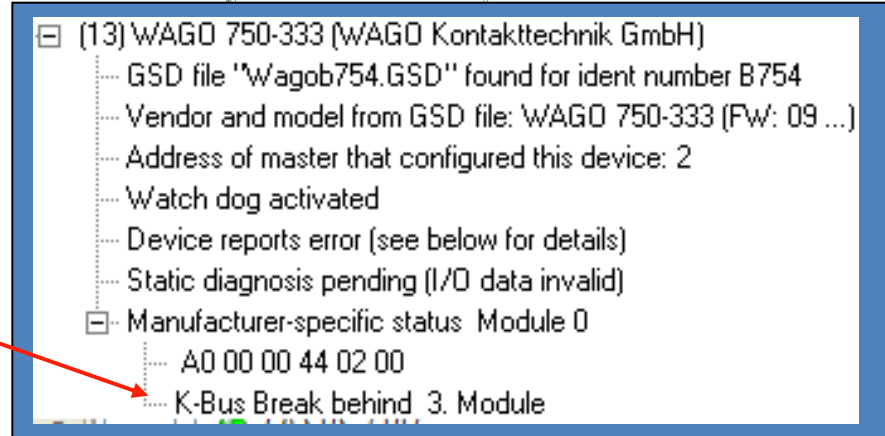 (13) WAGO 750-333 (WAGO Kontakttechnik GmbH)
GSD file "Wagob754.GSD" found for ident number B754
Vendor and model from GSD file: WAGO 750-333 (FW: 09 ...)
Address of master that configured this device: 2
Watch dog activated
Device reports error (see below for details)
Static diagnosis pending (I/O data invalid)
Manufacturer-specific status  Module 0
A0 00 00 44 02 00
K-Bus Break behind  3. Module